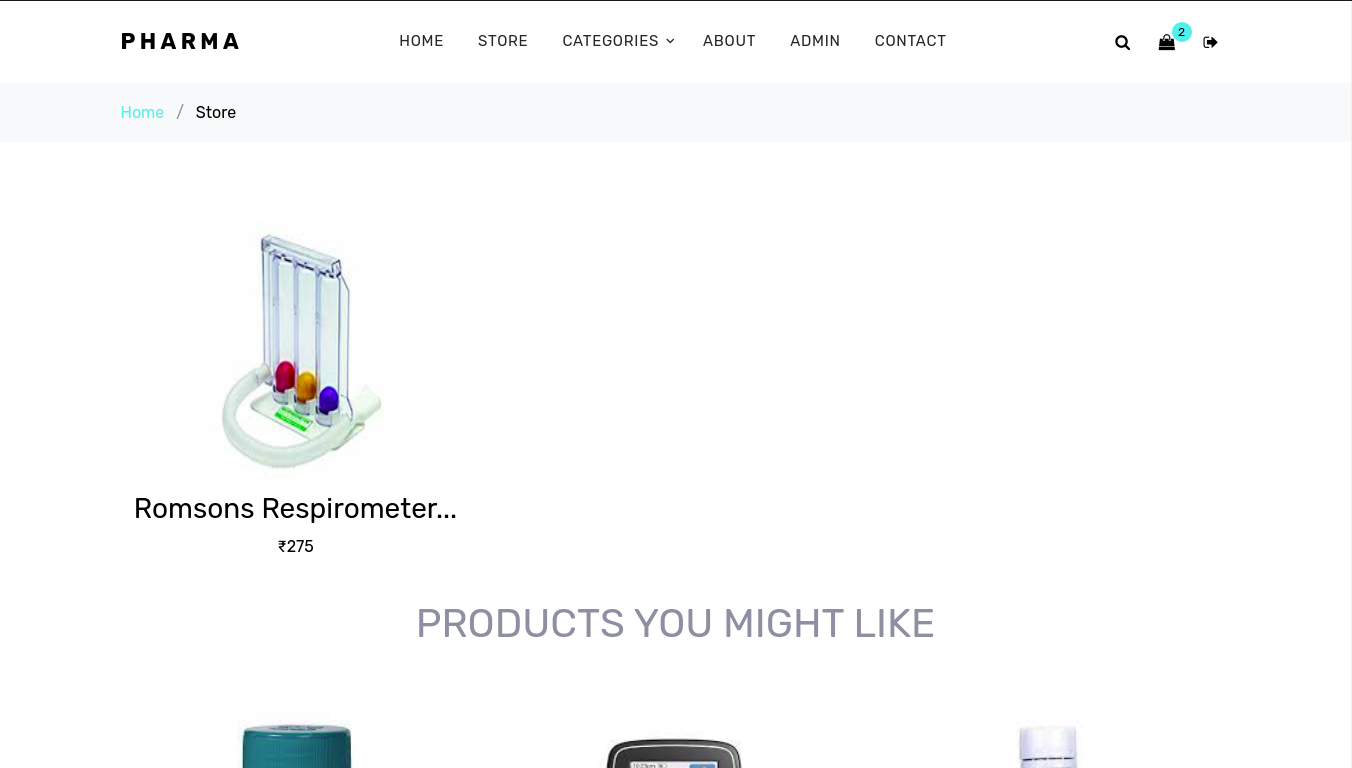 PHARMA
HOME STORE CATEGORIES ABOUT ADMIN CONTACT
2
Home / Store
Romsons Respirometer...
₹275
PRODUCTS YOU MIGHT LIKE